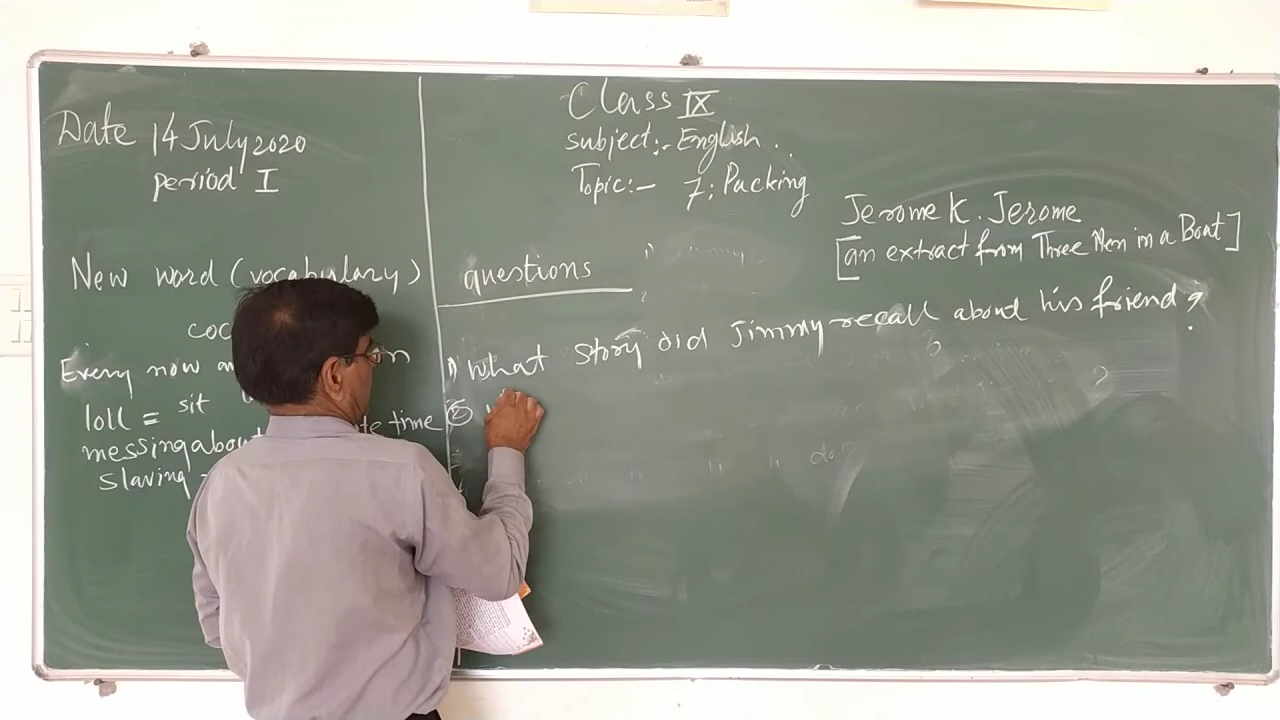 Date 14 July 2020
period I
New word (vocabulary)
Every now
loll = sit
messing about
time
slaving -
Class IX
subject:- English
Topic:- 7: Packing
Jerome K. Jerome
[an extract from Three Men in a Boat]
questions
1) What story did Jimmy recall about his friend?
②